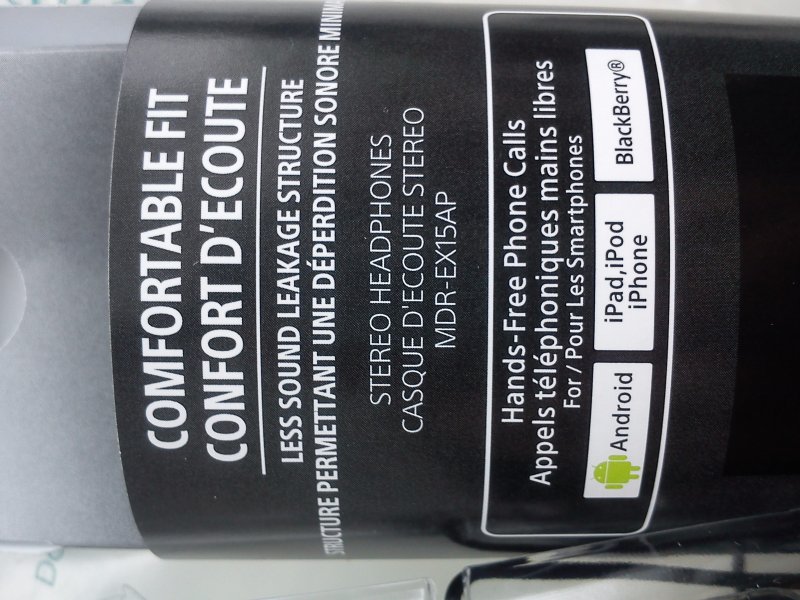 COMFORTABLE FIT
CONFORT D'ECOUTE
LESS SOUND LEAKAGE STRUCTURE
STRUCTURE PERMETTANT UNE DÉPERDITION SONORE
STEREO HEADPHONES
CASQUE D'ECOUTE STEREO
MDR-EX15AP
Hands-Free Phone Calls
Appels téléphoniques mains libres
For / Pour Les Smartphones
Android
iPad,iPod
iPhone
BlackBerry®